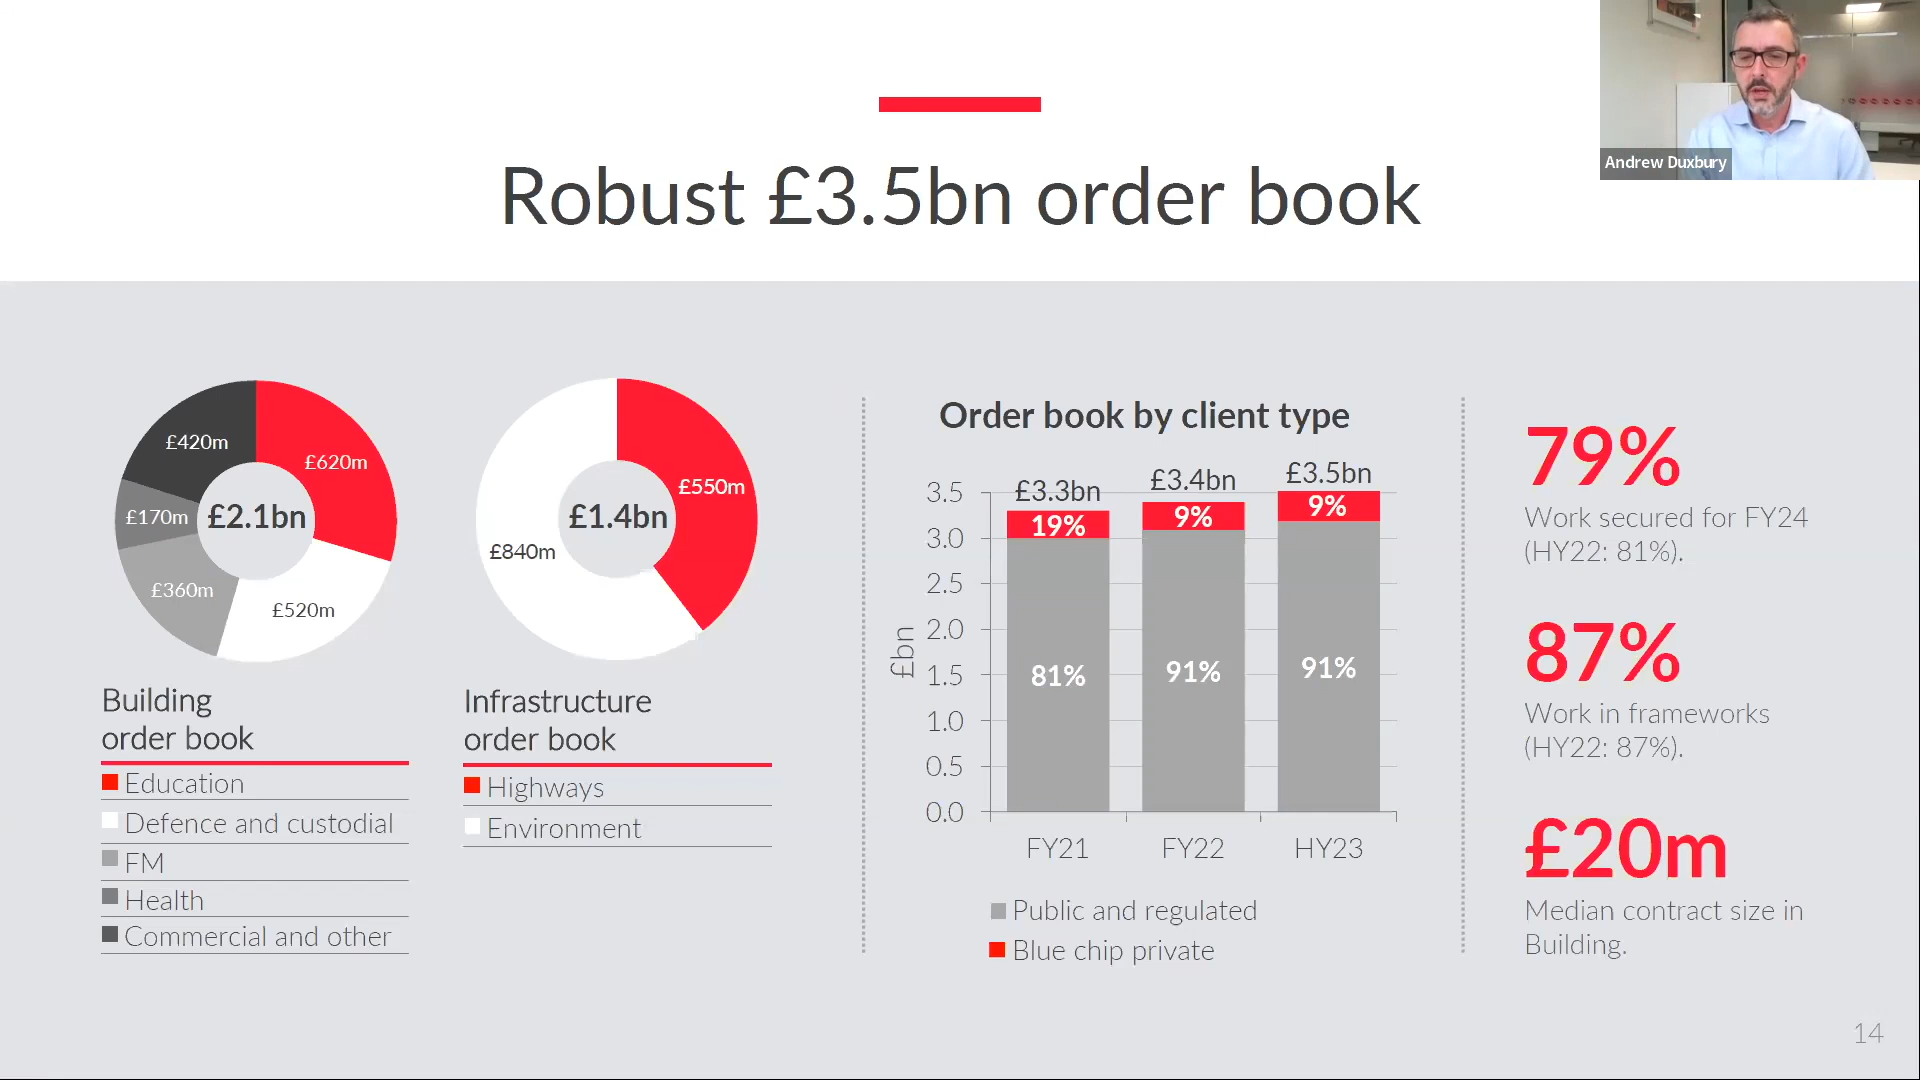 Andrew Duxbury
Robust £3.5bn order book
£420m
£620m
£170m
£2.1bn
£360m
£520m
Building
order book
Education
Defence and custodial
FM
Health
Commercial and other
£550m
£1.4bn
£840m
Infrastructure
order book
Highways
Environment
Order book by client type
£3.3bn
£3.4bn
£3.5bn
3.5
3.0
2.5
2.0
1.5
1.0
0.5
0.0
£bn
19%
9%
9%
81%
91%
91%
FY21
FY22
HY23
Public and regulated
Blue chip private
79%
Work secured for FY24
(HY22: 81%).
87%
Work in frameworks
(HY22: 87%).
£20m
Median contract size in
Building.
14